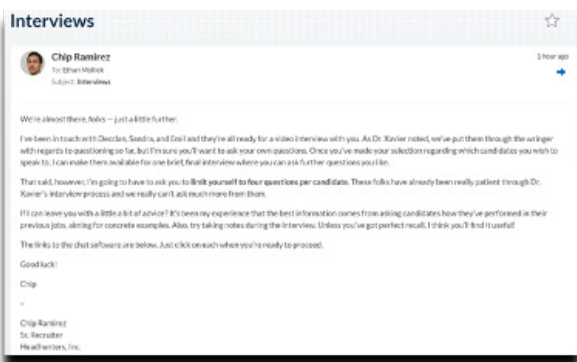 Interviews
Chip Ramirez
1 hour ago
To: Ethan Mollick
Subject: Interviews
We're almost there, folks — just a little further.
I've been in touch with Declan, Sandra, and Emil and they're all ready for a video interview with you. As Dr. Xavier noted, we've put them through the wringer
with regards to questioning so far, but I'm sure you'll want to ask your own questions. Once you've made your selection regarding which candidates you wish to
speak to, I can make them available for one brief, final interview where you can ask further questions you like.
That said, however, I'm going to have to ask you to limit yourself to four questions per candidate. These folks have already been really patient through Dr.
Xavier's interview process and we really can't ask much more from them.
If I can leave you with a little a bit of advice? It's been my experience that the best information comes from asking candidates how they've performed in their
previous jobs, aiming for concrete examples. Also, try taking notes during the interview. Unless you've got perfect recall, I think you'll find it useful!
The links to the chat software are below. Just click on each when you're ready to proceed.
Good luck!
Chip
~
Chip Ramirez
Sr. Recruiter
Headhunters, Inc.